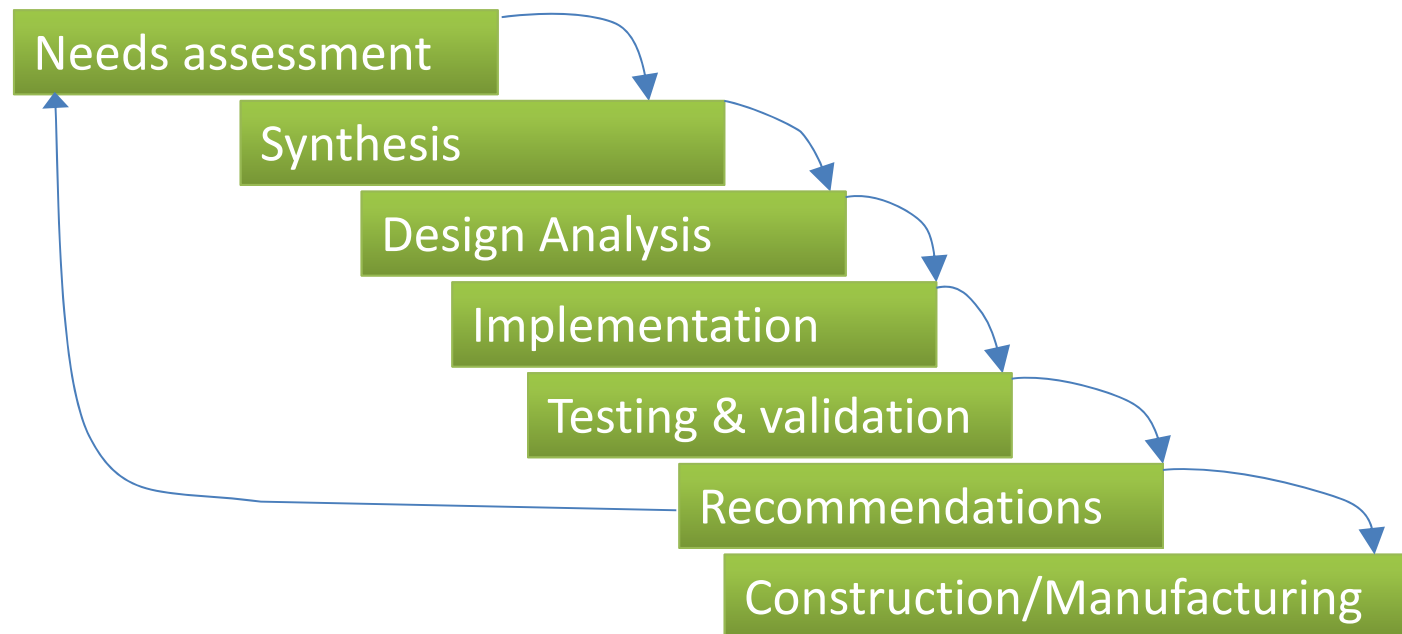 Needs assessment
Synthesis
Design Analysis
Implementation
Testing & validation
Recommendations
Construction/Manufacturing